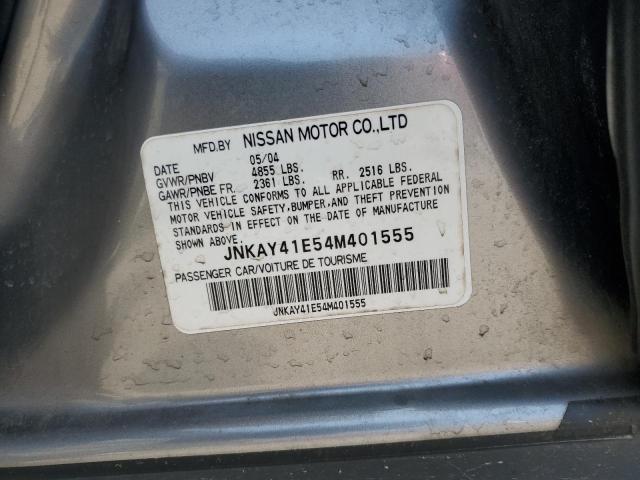 MFD.BY NISSAN MOTOR CO.,LTD
DATE 05/04
GVWR/PNBV 4855 LBS.
GAWR/PNBE FR. 2361 LBS. RR. 2516 LBS.
THIS VEHICLE CONFORMS TO ALL APPLICABLE FEDERAL
MOTOR VEHICLE SAFETY, BUMPER, AND THEFT PREVENTION
STANDARDS IN EFFECT ON THE DATE OF MANUFACTURE
SHOWN ABOVE.
JNKAY41E54M401555
PASSENGER CAR/VOITURE DE TOURISME
JNKAY41E54M401555